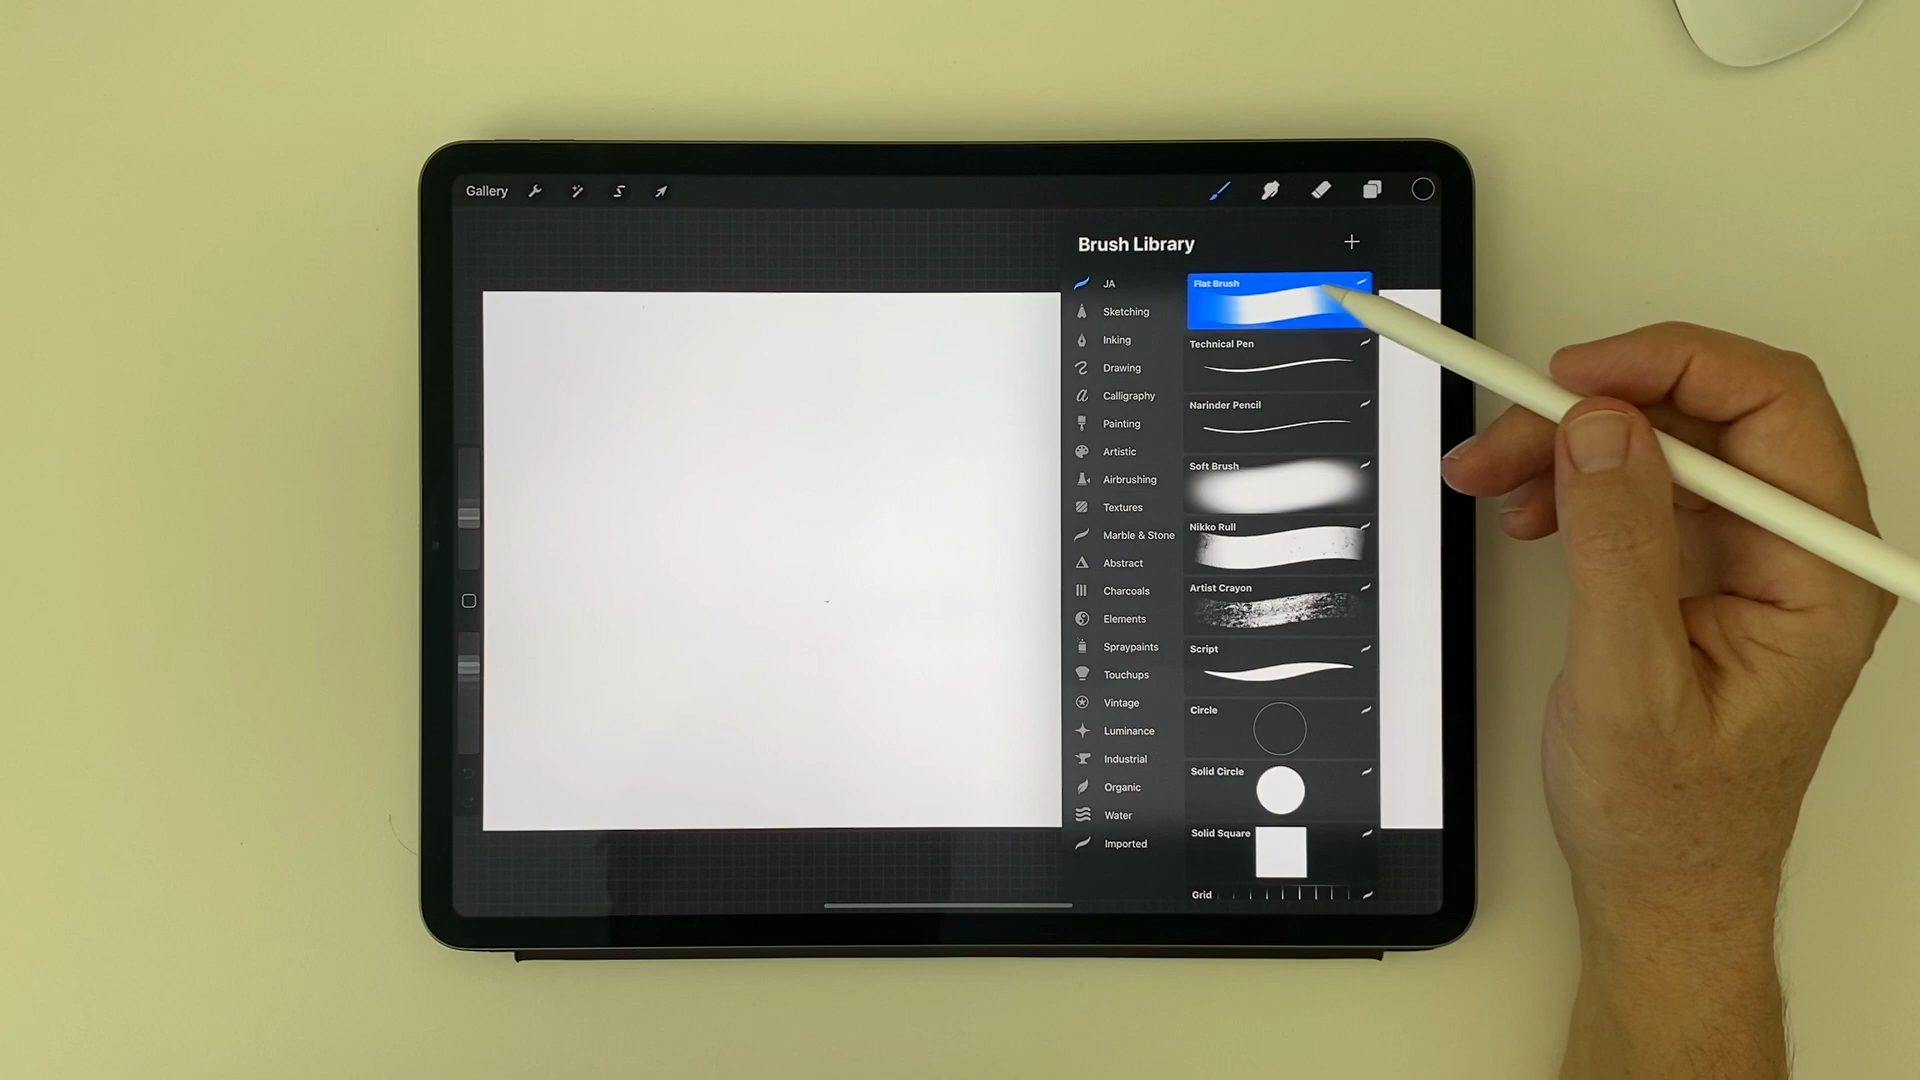 Gallery
Brush Library
JA
Sketching
Inking
Drawing
Calligraphy
Painting
Artistic
Airbrushing
Textures
Marble & Stone
Abstract
Charcoals
Elements
Spraypaints
Touchups
Vintage
Luminance
Industrial
Organic
Water
Imported
Flat Brush
Technical Pen
Narinder Pencil
Soft Brush
Nikko Rull
Artist Crayon
Script
Circle
Solid Circle
Solid Square
Grid